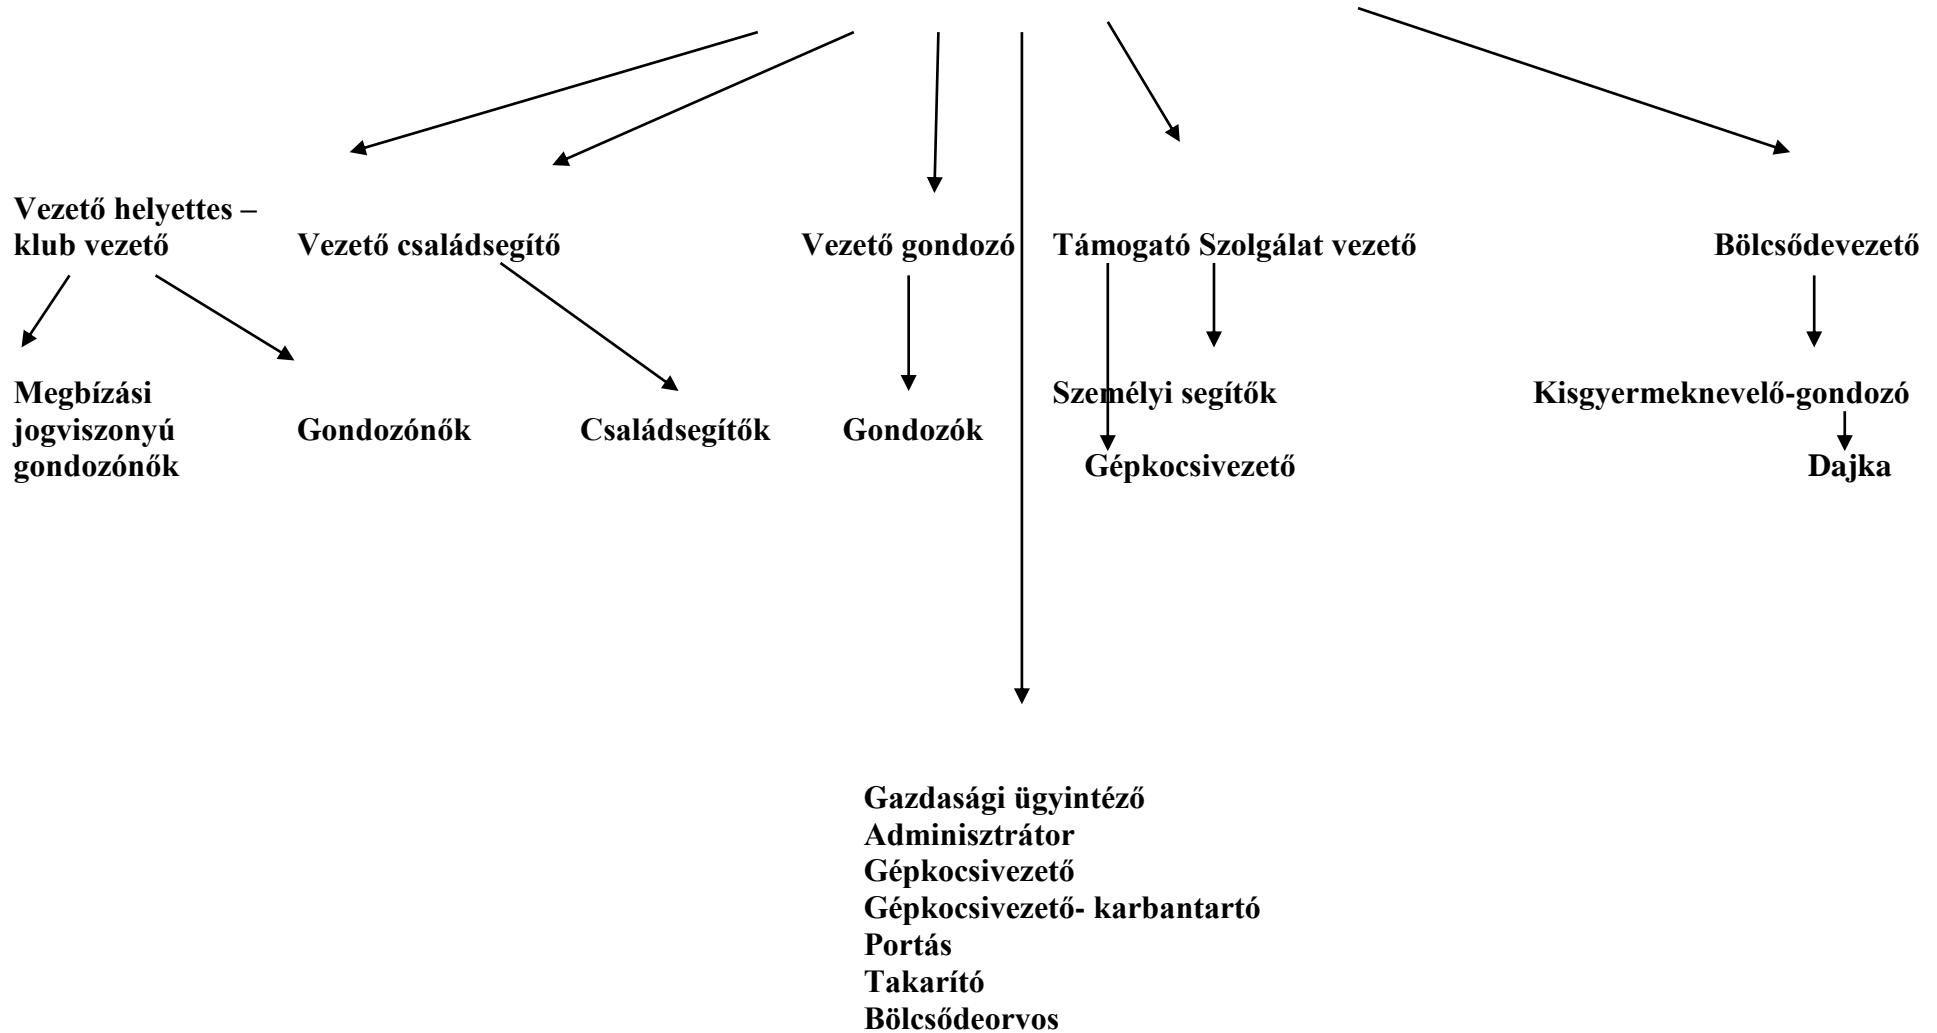 Vezető helyettes –
klub vezető
Vezető családsegítő
Vezető gondozó
Támogató Szolgálat vezető
Bölcsődevezető
Megbízási
jogviszonyú
gondozónők
Gondozónők
Családsegítők
Gondozók
Személyi segítők
Gépkocsivezető
Kisgyermeknevelő-gondozó
Dajka
Gazdasági ügyintéző
Adminisztrátor
Gépkocsivezető
Gépkocsivezető- karbantartó
Portás
Takarító
Bölcsődeorvos